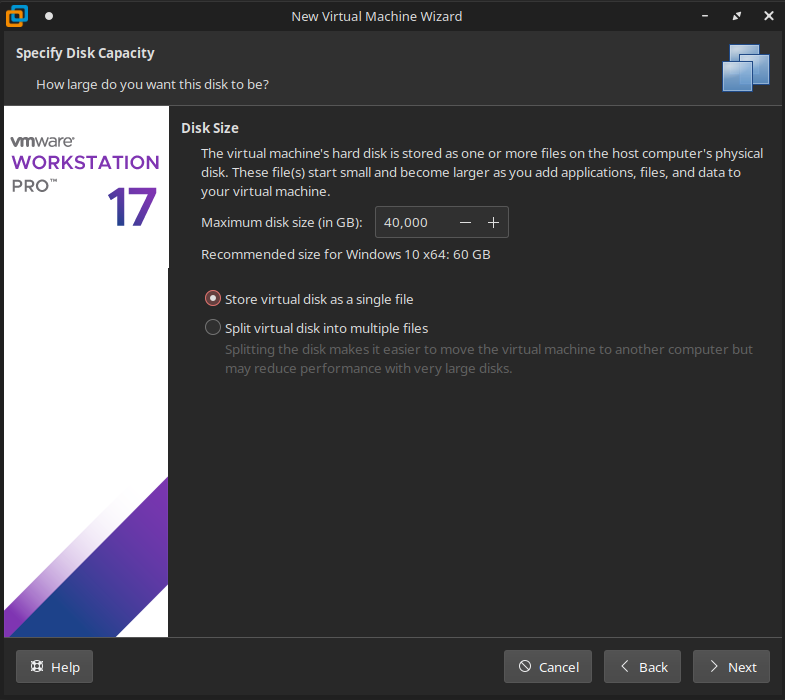 New Virtual Machine Wizard
Specify Disk Capacity
How large do you want this disk to be?
vmware®
WORKSTATION
PRO™
17
Disk Size
The virtual machine's hard disk is stored as one or more files on the host computer's physical
disk. These file(s) start small and become larger as you add applications, files, and data to
your virtual machine.
Maximum disk size (in GB): 40,000
Recommended size for Windows 10 x64: 60 GB
Store virtual disk as a single file
Split virtual disk into multiple files
Splitting the disk makes it easier to move the virtual machine to another computer but
may reduce performance with very large disks.
Help Cancel Back Next